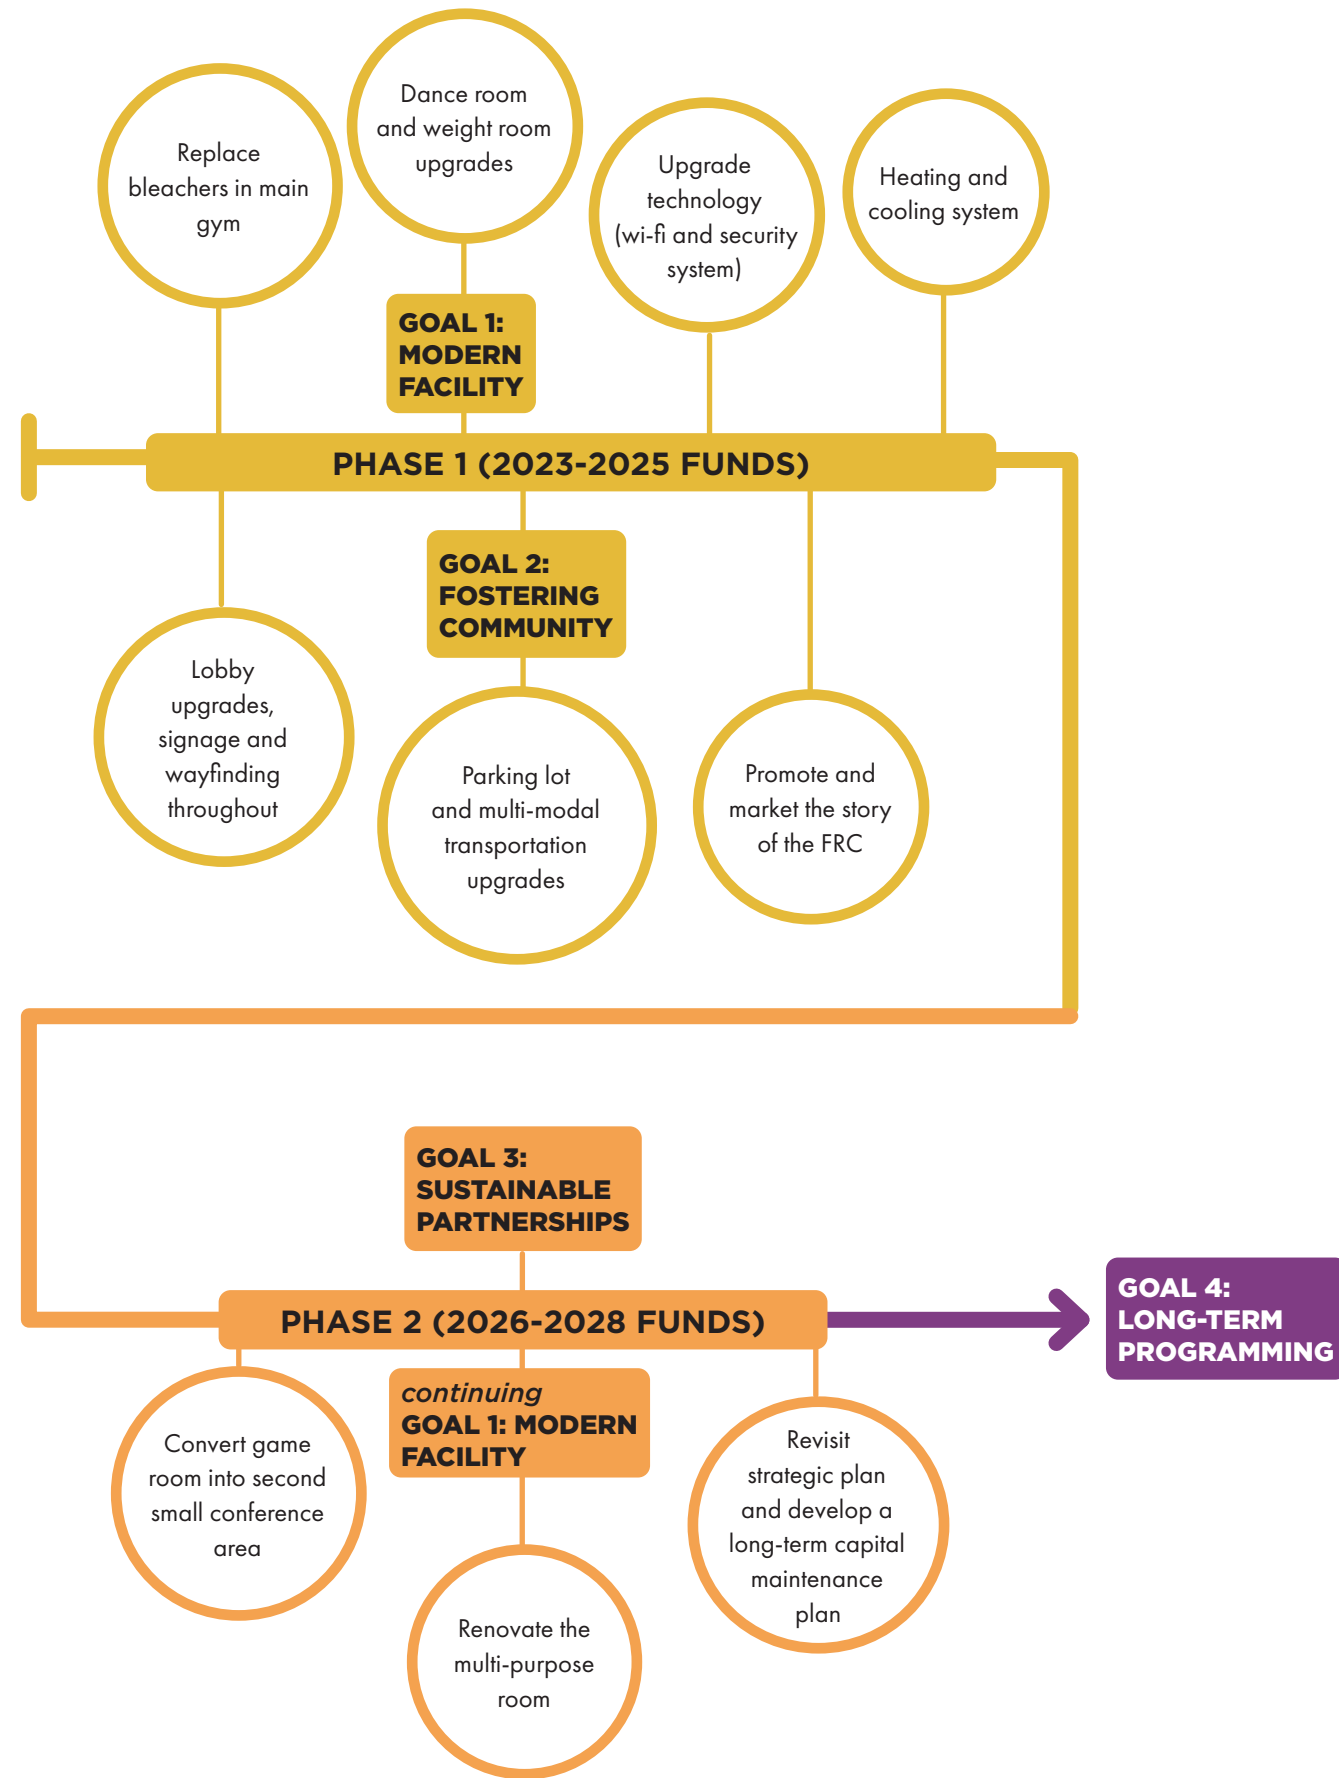 Replace
bleachers in main
gym
Dance room
and weight room
upgrades
Upgrade
technology
(wi-fi and security
system)
Heating and
cooling system
GOAL 1:
MODERN
FACILITY
PHASE 1 (2023-2025 FUNDS)
GOAL 2:
FOSTERING
COMMUNITY
Lobby
upgrades,
signage and
wayfinding
throughout
Parking lot
and multi-modal
transportation
upgrades
Promote and
market the story
of the FRC
GOAL 3:
SUSTAINABLE
PARTNERSHIPS
PHASE 2 (2026-2028 FUNDS)
GOAL 4:
LONG-TERM
PROGRAMMING
continuing
GOAL 1: MODERN
FACILITY
Convert game
room into second
small conference
area
Renovate the
multi-purpose
room
Revisit
strategic plan
and develop a
long-term capital
maintenance
plan